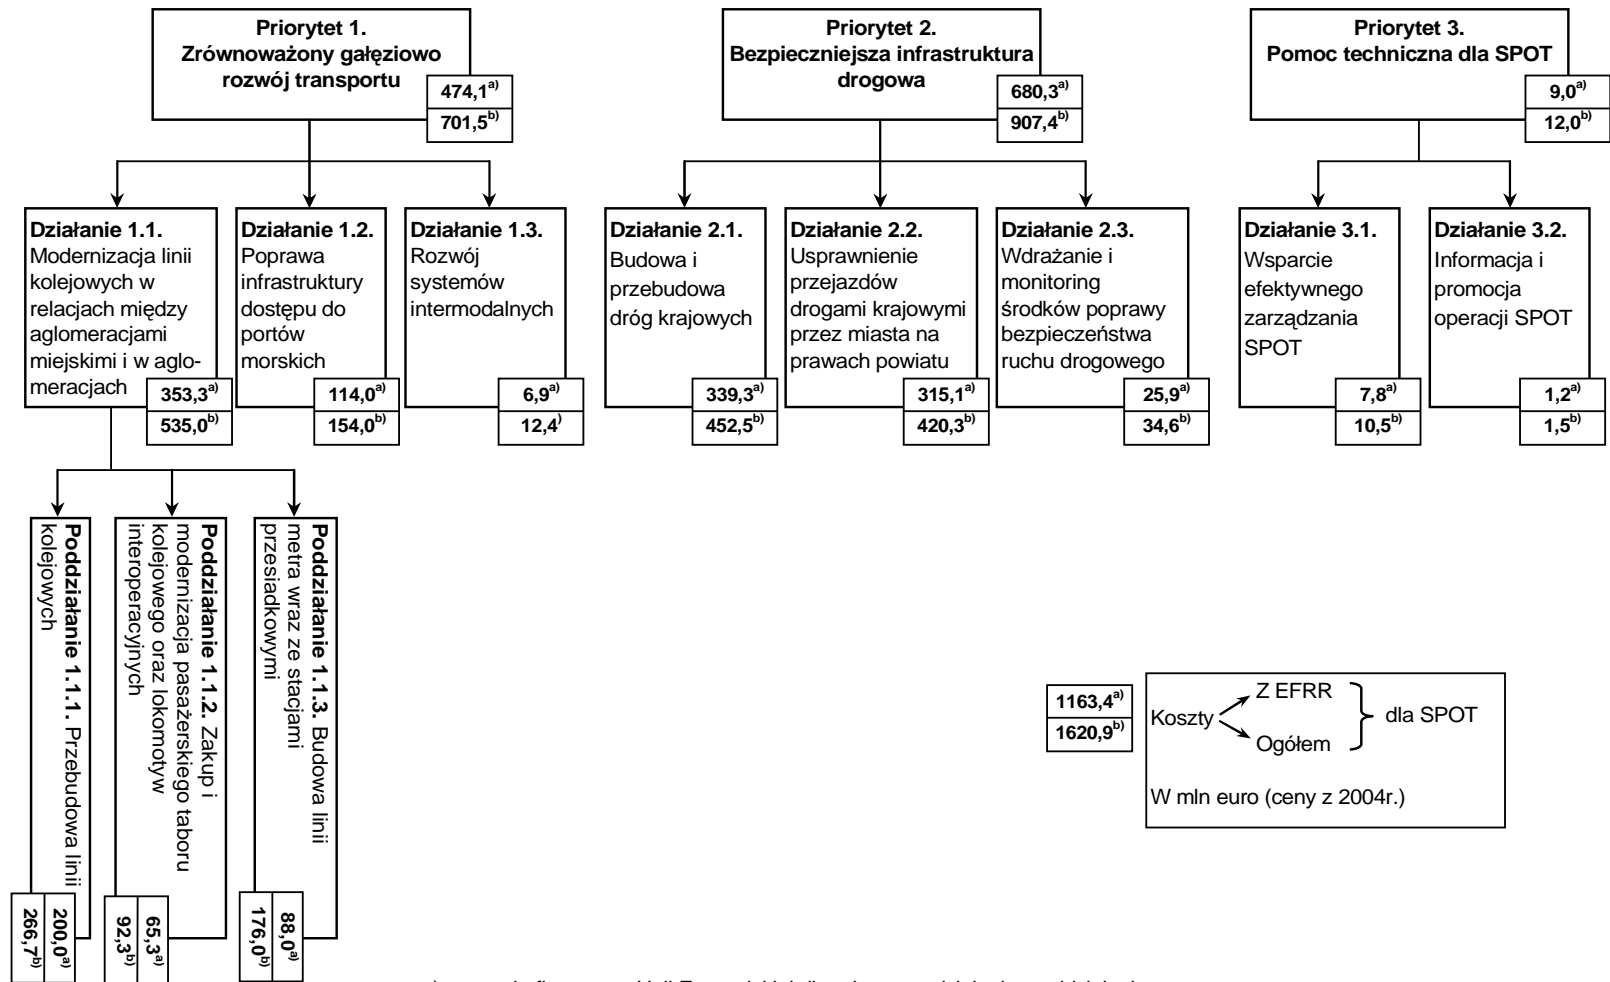 Priorytet 1.
Zrównoważony gałęziowo
rozwój transportu
474,1a)
701,5b)
Priorytet 2.
Bezpieczniejsza infrastruktura
drogowa
680,3a)
907,4b)
Priorytet 3.
Pomoc techniczna dla SPOT
9,0a)
12,0b)
Działanie 1.1.
Modernizacja linii
kolejowych w
relacjach między
aglomeracjami
miejskimi i w aglo-
meracjach
353,3a)
535,0b)
Działanie 1.2.
Poprawa
infrastruktury
dostępu do
portów
morskich
114,0a)
154,0b)
Działanie 1.3.
Rozwój
systemów
intermodalnych
6,9a)
12,4)
Działanie 2.1.
Budowa i
przebudowa
dróg krajowych
339,3a)
452,5b)
Działanie 2.2.
Usprawnienie
przejazdów
drogami krajowymi
przez miasta na
prawach powiatu
315,1a)
420,3b)
Działanie 2.3.
Wdrażanie i
monitoring
środków poprawy
bezpieczeństwa
ruchu drogowego
25,9a)
34,6b)
Działanie 3.1.
Wsparcie
efektywnego
zarządzania
SPOT
7,8a)
10,5b)
Działanie 3.2.
Informacja i
promocja
operacji SPOT
1,2a)
1,5b)
Poddziałanie 1.1.1. Przebudowa linii
kolejowych
200,0a)
266,7b)
Poddziałanie 1.1.2. Zakup i
modernizacja pasażerskiego taboru
kolejowego oraz lokomotyw
interoperacyjnych
65,3a)
92,3b)
Poddziałanie 1.1.3. Budowa linii
metra wraz ze stacjami
przesiadkowymi
88,0a)
176,0b)
1163,4a)
1620,9b)
Koszty
Z EFRR
Ogółem
dla SPOT
W mln euro (ceny z 2004r.)